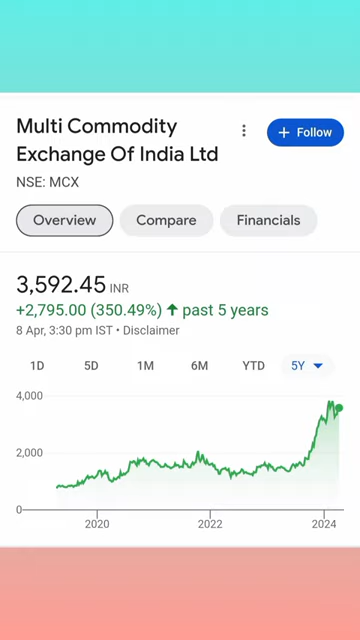 Multi Commodity
Exchange Of India Ltd
+ Follow
NSE: MCX
Overview
Compare
Financials
3,592.45 INR
+2,795.00 (350.49%) ↑ past 5 years
8 Apr, 3:30 pm IST • Disclaimer
1D 5D 1M 6M YTD 5Y
4,000
2,000
0
2020 2022 2024